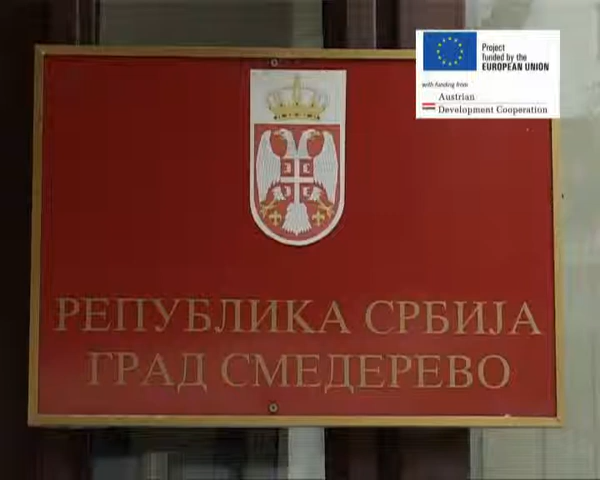 Project
funded by the
EUROPEAN UNION
with funding from
Austrian
Development Cooperation
РЕПУБЛИКА СРБИЈА
ГРАД СМЕДЕРЕВО